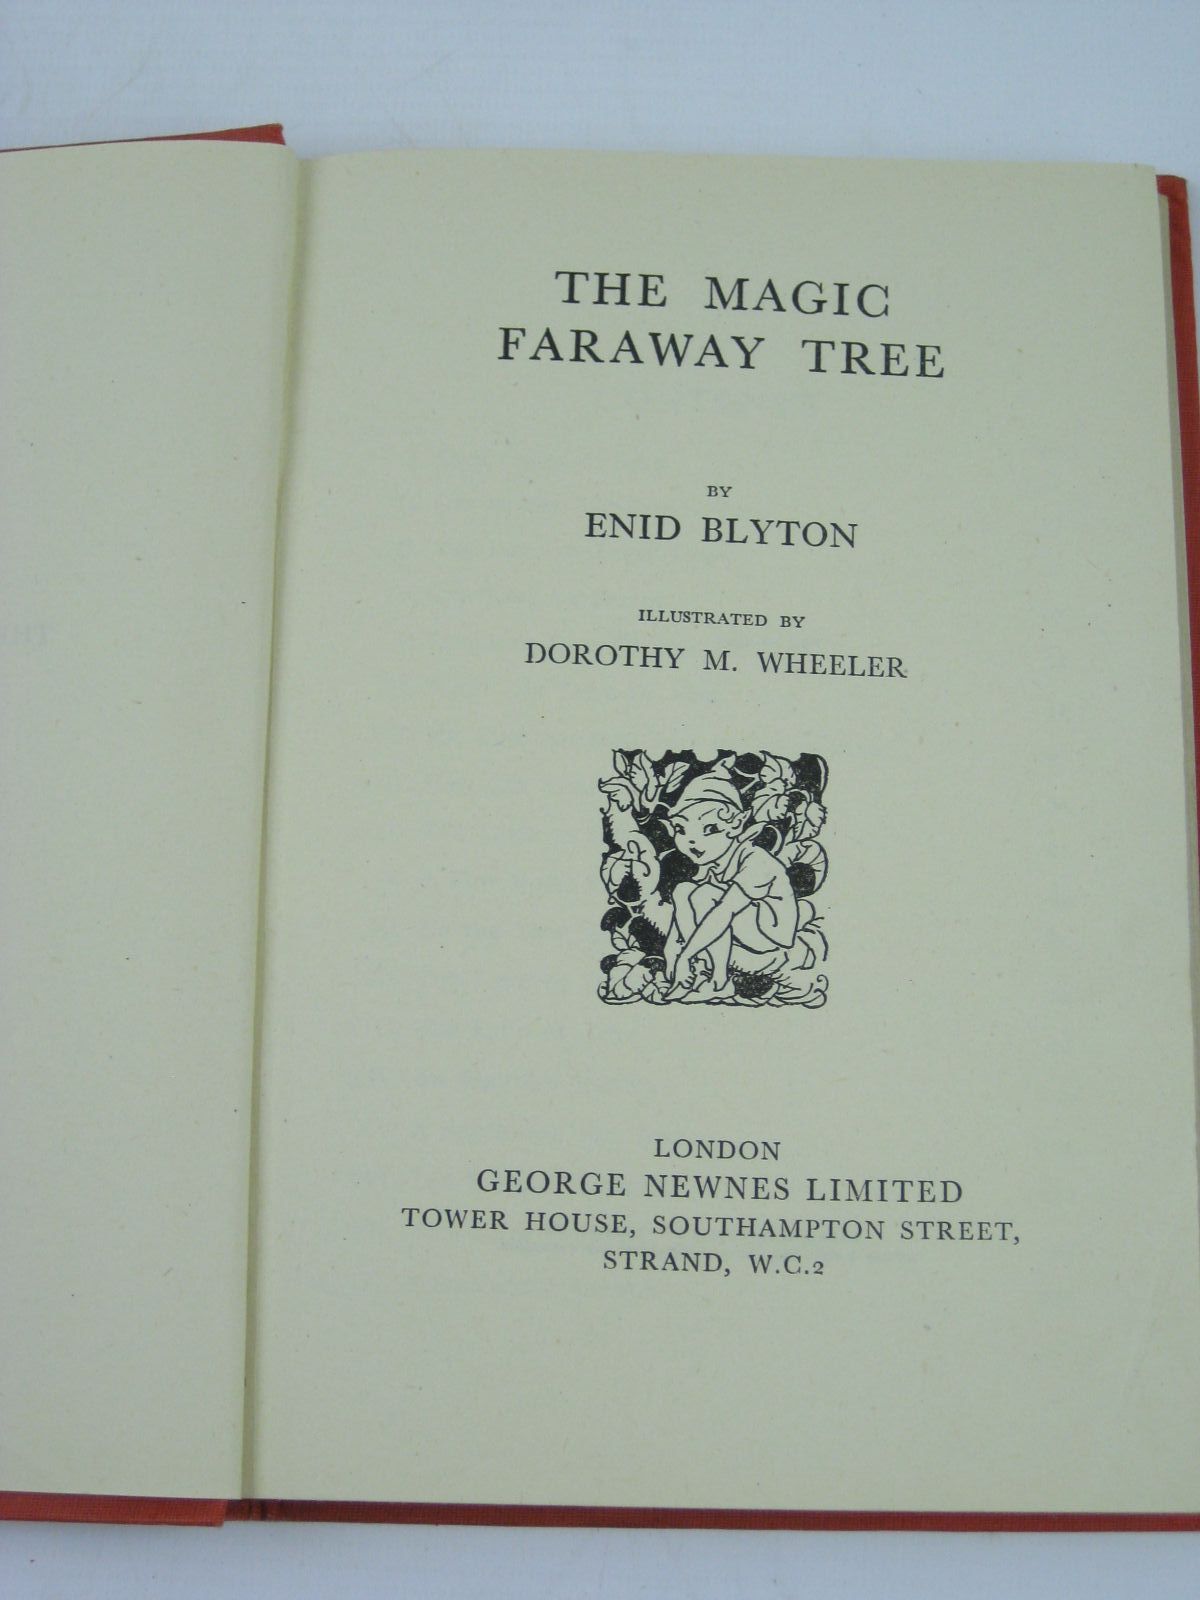 THE MAGIC
FARAWAY TREE
BY
ENID BLYTON
ILLUSTRATED BY
DOROTHY M. WHEELER
LONDON
GEORGE NEWNES LIMITED
TOWER HOUSE, SOUTHAMPTON STREET,
STRAND, W.C.2